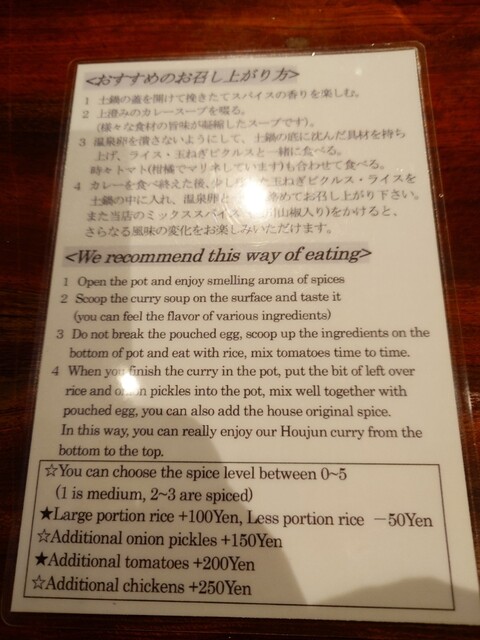 <おすすめのお召し上がり方>
1 土鍋の蓋を開けて挽きたてスパイスの香りを楽しむ。
2 上澄みのカレースープを啜る。
(様々な食材の旨味が凝縮したスープです)。
3 温泉卵を潰さないようにして、土鍋の底に沈んだ具材を持ち
上げ、ライス・玉ねぎピクルスと一緒に食べる。
時々トマト(柑橘でマリネしています)も合わせて食べる。
4 カレーを食べ終えた後、少し 玉ねぎピクルス・ライスを
土鍋の中に入れ、温泉卵と 絡めてお召し上がり下さい。
また当店のミックススパイス 山椒入り)をかけると、
さらなる風味の変化をお楽しみいただけます。
<We recommend this way of eating>
1 Open the pot and enjoy smelling aroma of spices
2 Scoop the curry soup on the surface and taste it
(you can feel the flavor of various ingredients)
3 Do not break the pouched egg, scoop up the ingredients on the
bottom of pot and eat with rice, mix tomatoes time to time.
4 When you finish the curry in the pot, put the bit of left over
rice and onion pickles into the pot, mix well together with
pouched egg, you can also add the house original spice.
In this way, you can really enjoy our Houjun curry from the
bottom to the top.
☆You can choose the spice level between 0~5
(1 is medium, 2~3 are spiced)
★Large portion rice +100Yen, Less portion rice －50Yen
☆Additional onion pickles +150Yen
★Additional tomatoes +200Yen
☆Additional chickens +250Yen